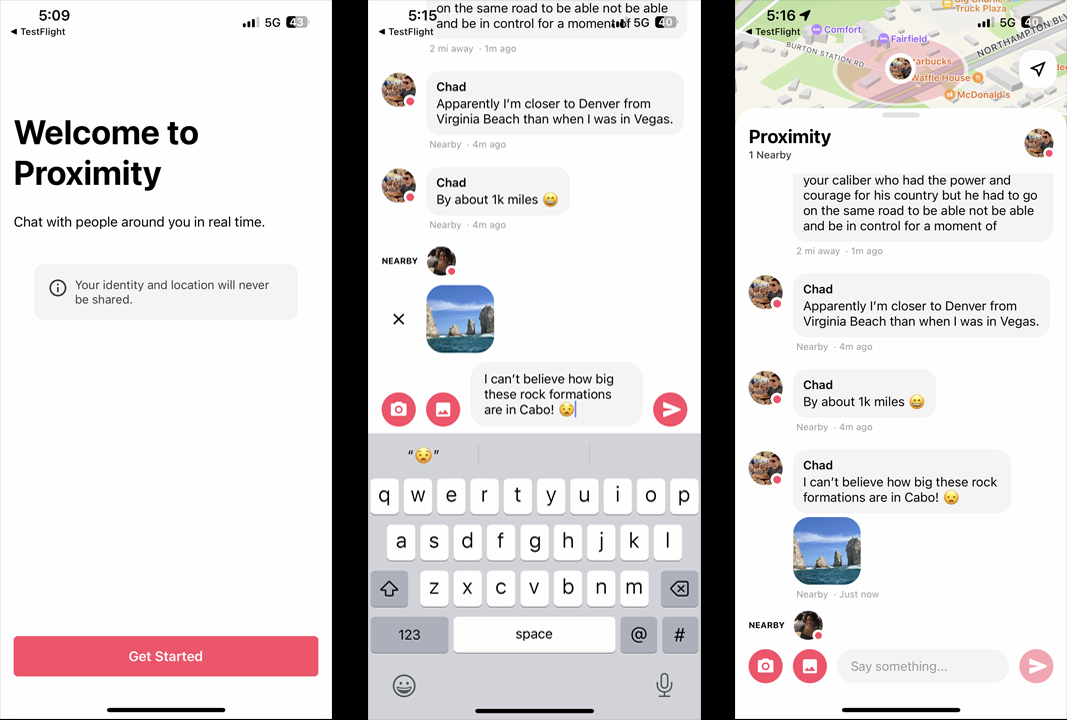 5:09
5G 43
◀ TestFlight
Welcome to
Proximity
Chat with people around you in real time.
Your identity and location will never
be shared.
Get Started
5:15
5G 40
◀ TestFlight
on the same road to be able not be able
and be in control for a moment of
2 mi away · 1m ago
Chad
Apparently I’m closer to Denver from
Virginia Beach than when I was in Vegas.
Nearby · 4m ago
Chad
By about 1k miles 😄
Nearby · 4m ago
NEARBY
I can’t believe how big
these rock formations
are in Cabo! 😧
“😧”
q w e r t y u i o p
a s d f g h j k l
z x c v b n m
123 space @ #
5:16
5G 40
◀ TestFlight
Truck Plaza
Comfort
Fairfield
BURTON STATION RD
NORTHAMPTON BLV
Starbucks
Waffle House
McDonald's
Proximity
1 Nearby
your caliber who had the power and
courage for his country but he had to go
on the same road to be able not be able
and be in control for a moment of
2 mi away · 1m ago
Chad
Apparently I’m closer to Denver from
Virginia Beach than when I was in Vegas.
Nearby · 4m ago
Chad
By about 1k miles 😄
Nearby · 4m ago
Chad
I can’t believe how big these rock
formations are in Cabo! 😧
Nearby · Just now
NEARBY
Say something...